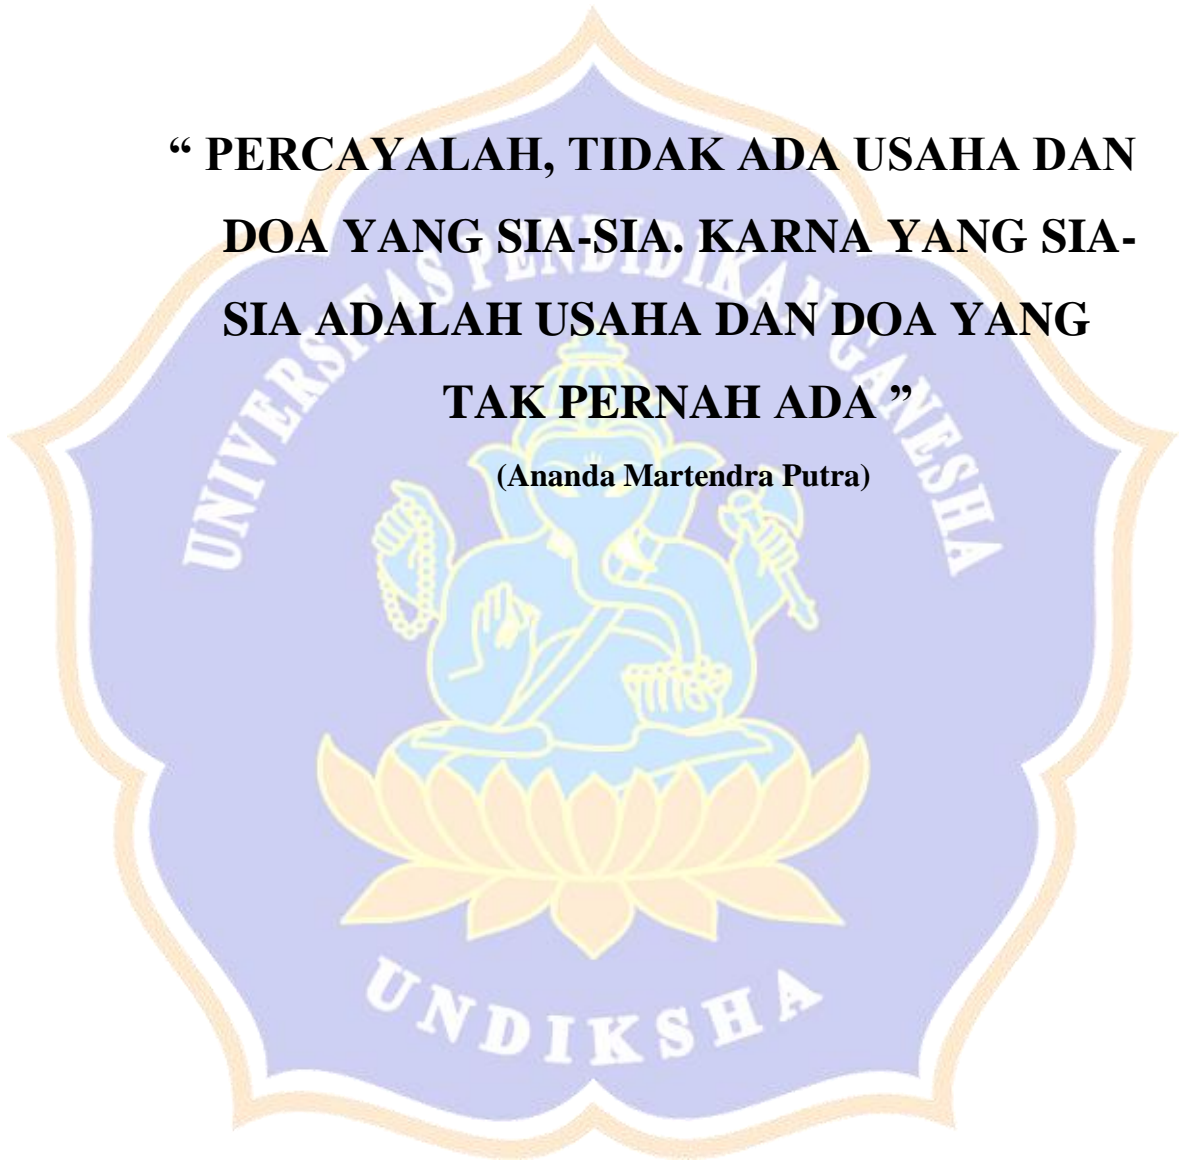 “ PERCAYALAH, TIDAK ADA USAHA DAN
DOA YANG SIA-SIA. KARNA YANG SIA-
SIA ADALAH USAHA DAN DOA YANG
TAK PERNAH ADA ”
(Ananda Martendra Putra)
UNIVERSITAS PENDIDIKAN GANESHA
UNDIKSHA